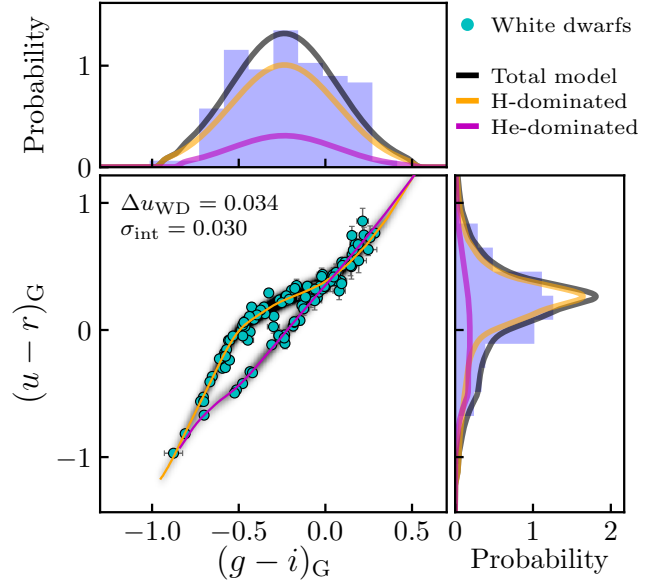 Probability
1
0
White dwarfs
Total model
H-dominated
He-dominated
Δu_WD = 0.034
σ_int = 0.030
(u − r)_G
1
0
−1
−1.0 −0.5 0.0 0.5
(g − i)_G
0 1 2
Probability